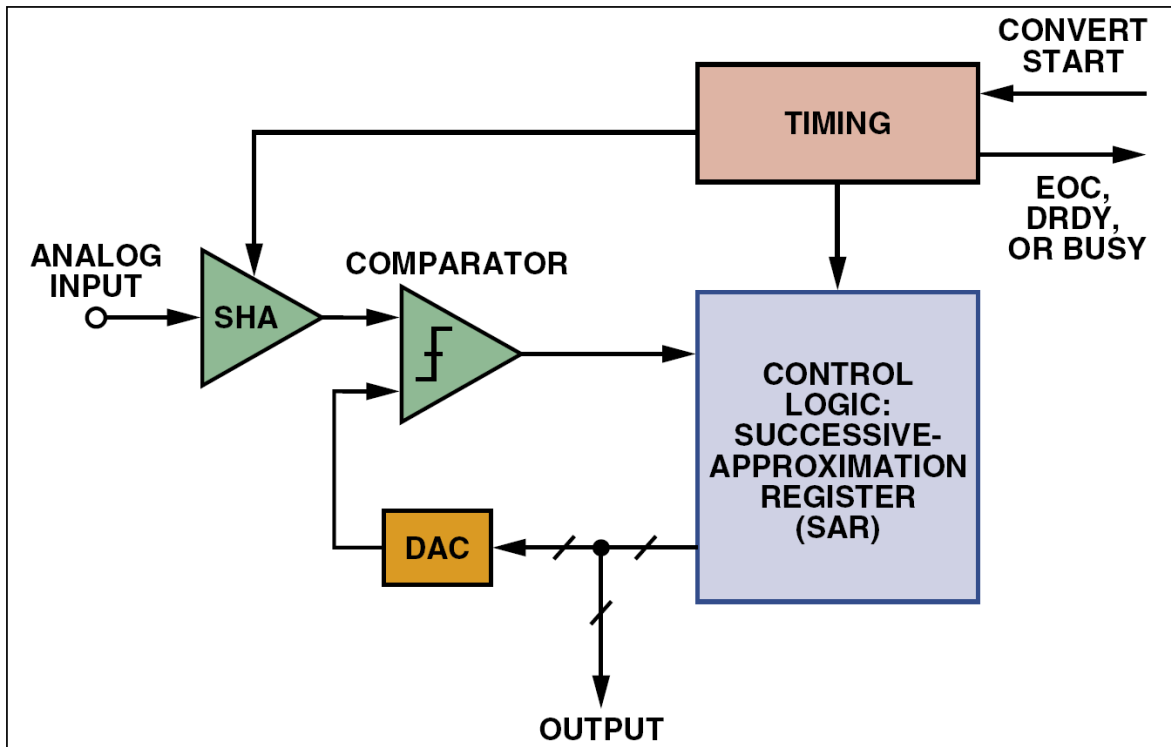 CONVERT
START
TIMING
EOC,
DRDY,
OR BUSY
ANALOG
INPUT
SHA
COMPARATOR
CONTROL
LOGIC:
SUCCESSIVE-
APPROXIMATION
REGISTER
(SAR)
DAC
OUTPUT